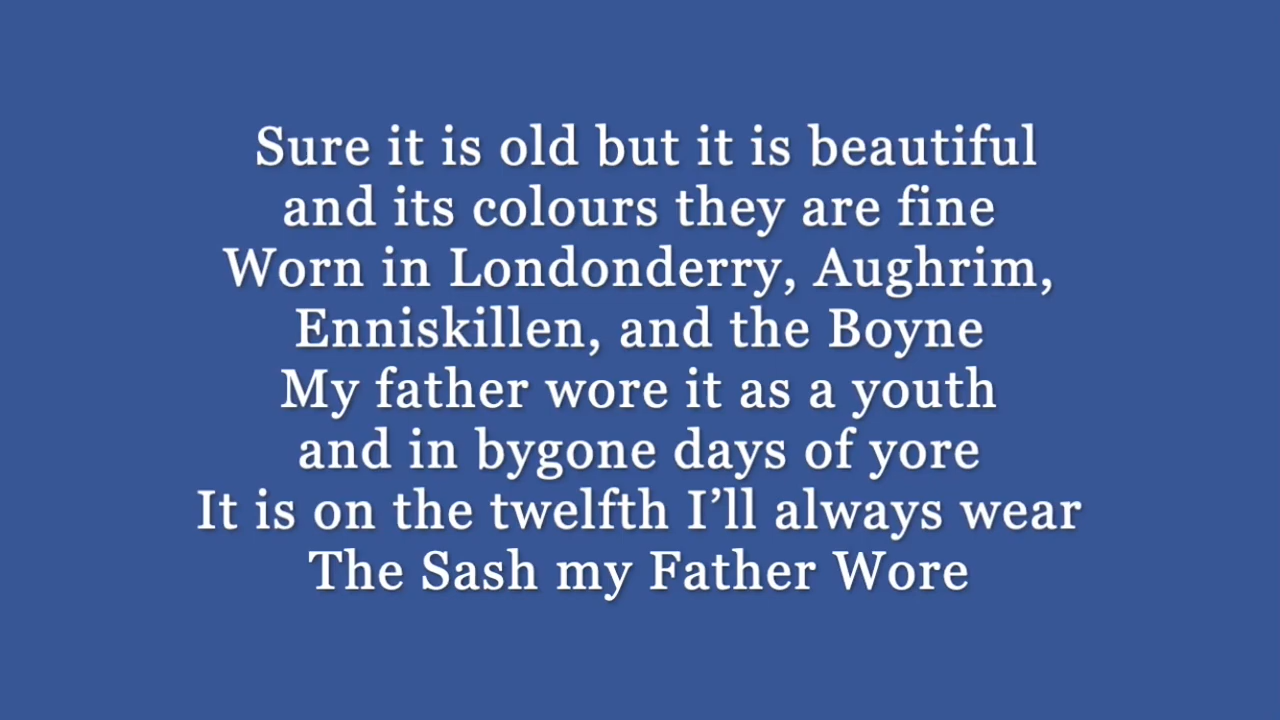 Sure it is old but it is beautiful
and its colours they are fine
Worn in Londonderry, Aughrim,
Enniskillen, and the Boyne
My father wore it as a youth
and in bygone days of yore
It is on the twelfth I’ll always wear
The Sash my Father Wore